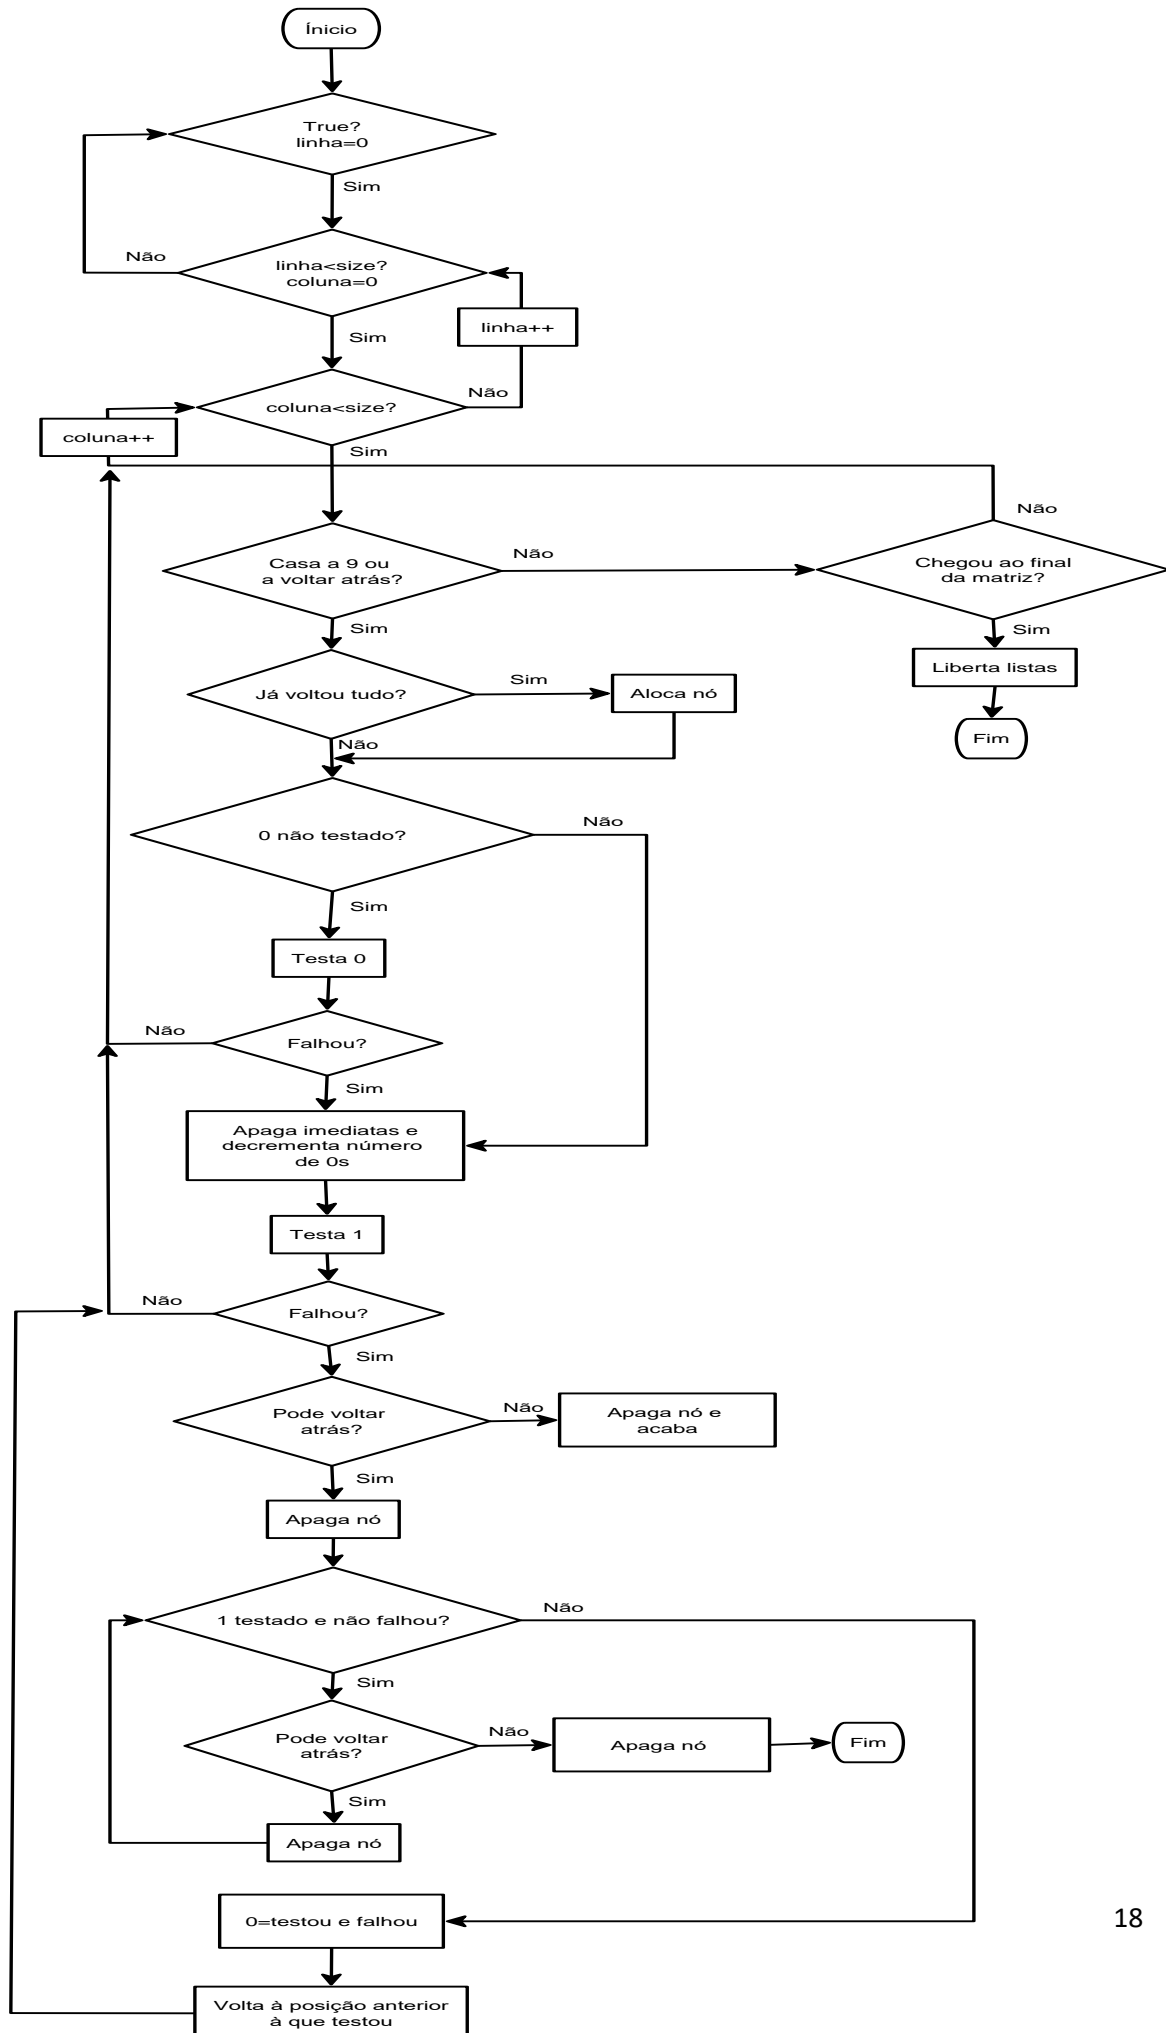 Ínicio
True?
linha=0
Sim
Não
linha<size?
coluna=0
linha++
Sim
Não
coluna<size?
coluna++
Sim
Não
Casa a 9 ou
a voltar atrás?
Não
Chegou ao final
da matriz?
Sim
Sim
Liberta listas
Já voltou tudo?
Sim
Aloca nó
Fim
Não
0 não testado?
Não
Sim
Testa 0
Não
Falhou?
Sim
Apaga imediatas e
decrementa número
de 0s
Testa 1
Não
Falhou?
Sim
Pode voltar
atrás?
Não
Apaga nó e
acaba
Sim
Apaga nó
1 testado e não falhou?
Não
Sim
Pode voltar
atrás?
Não
Apaga nó
Fim
Sim
Apaga nó
0=testou e falhou
18
Volta à posição anterior
à que testou